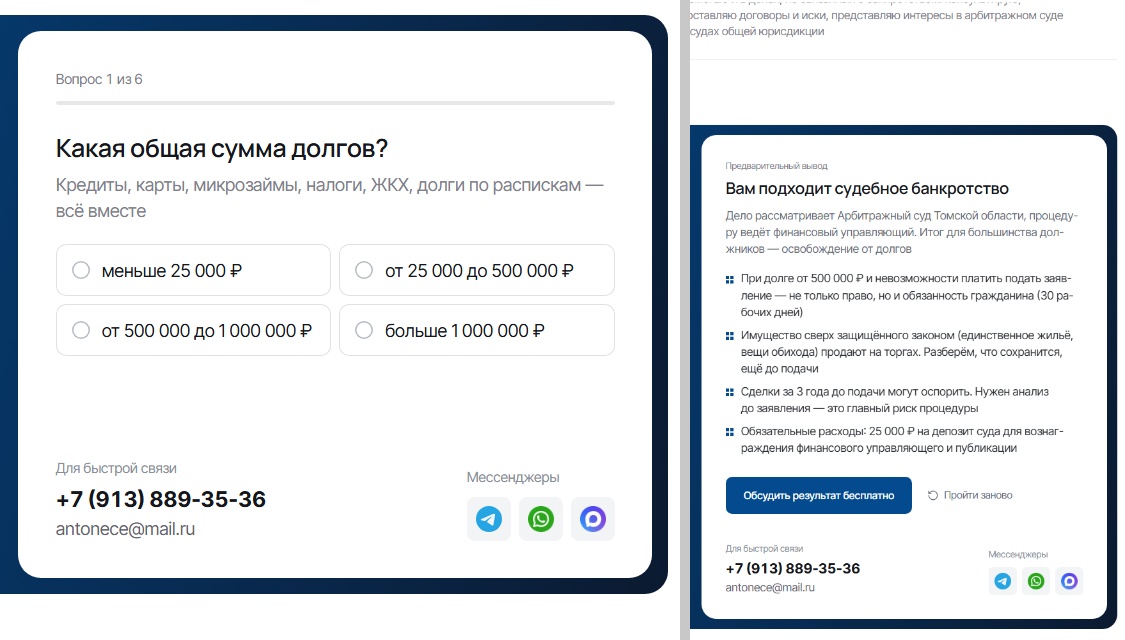 Вопрос 1 из 6
Какая общая сумма долгов?
Кредиты, карты, микрозаймы, налоги, ЖКХ, долги по распискам —
всё вместе
меньше 25 000 ₽
от 25 000 до 500 000 ₽
от 500 000 до 1 000 000 ₽
больше 1 000 000 ₽
Для быстрой связи
+7 (913) 889-35-36
antonece@mail.ru
Мессенджеры
оставляю договоры и иски, представляю интересы в арбитражном суде
судах общей юрисдикции
Предварительный вывод
Вам подходит судебное банкротство
Дело рассматривает Арбитражный суд Томской области, процеду-
ру ведёт финансовый управляющий. Итог для большинства дол-
жников — освобождение от долгов
При долге от 500 000 ₽ и невозможности платить подать заяв-
ление — не только право, но и обязанность гражданина (30 ра-
бочих дней)
Имущество сверх защищённого законом (единственное жильё,
вещи обихода) продают на торгах. Разберём, что сохранится,
ещё до подачи
Сделки за 3 года до подачи могут оспорить. Нужен анализ
до заявления — это главный риск процедуры
Обязательные расходы: 25 000 ₽ на депозит суда для вознаг-
раждения финансового управляющего и публикации
Обсудить результат бесплатно
Пройти заново
Для быстрой связи
+7 (913) 889-35-36
antonece@mail.ru
Мессенджеры